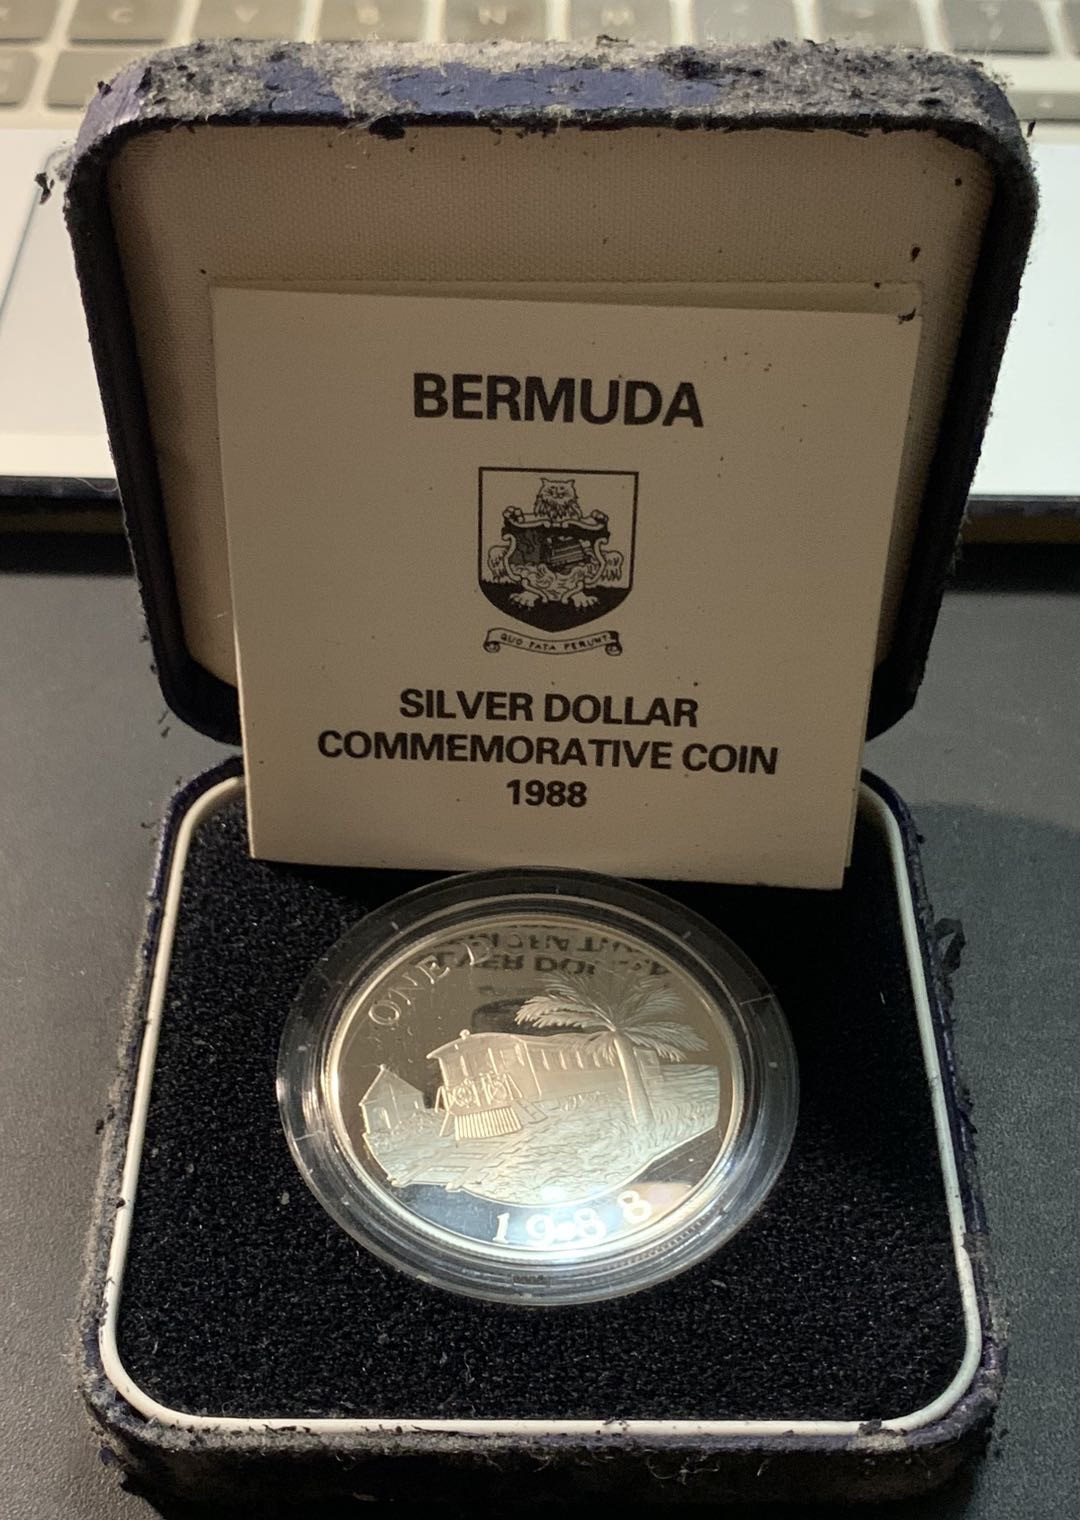 C V B N M
BERMUDA
QUO FATA FERUNT
SILVER DOLLAR
COMMEMORATIVE COIN
1988
ONE D
1988